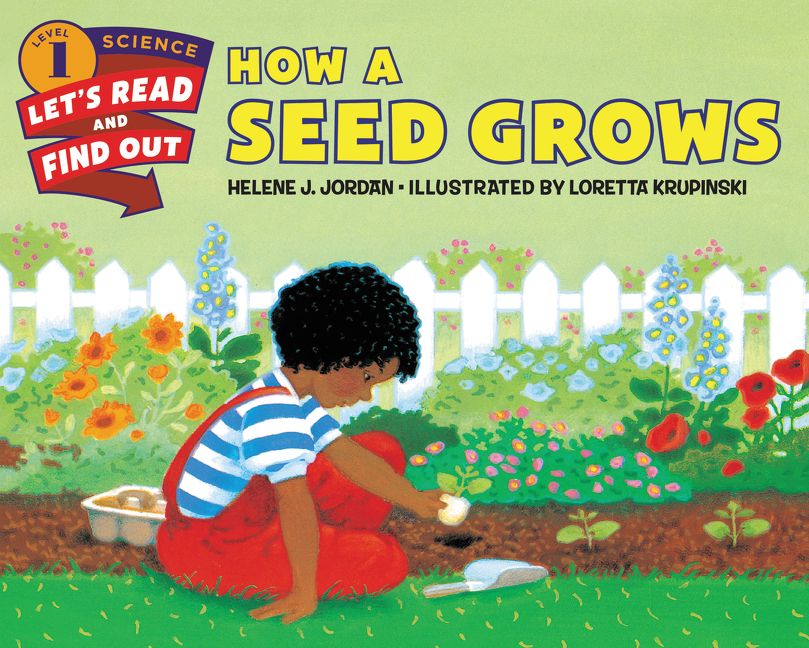 LEVEL
1
SCIENCE
LET'S READ
AND
FIND OUT
HOW A
SEED GROWS
HELENE J. JORDAN • ILLUSTRATED BY LORETTA KRUPINSKI